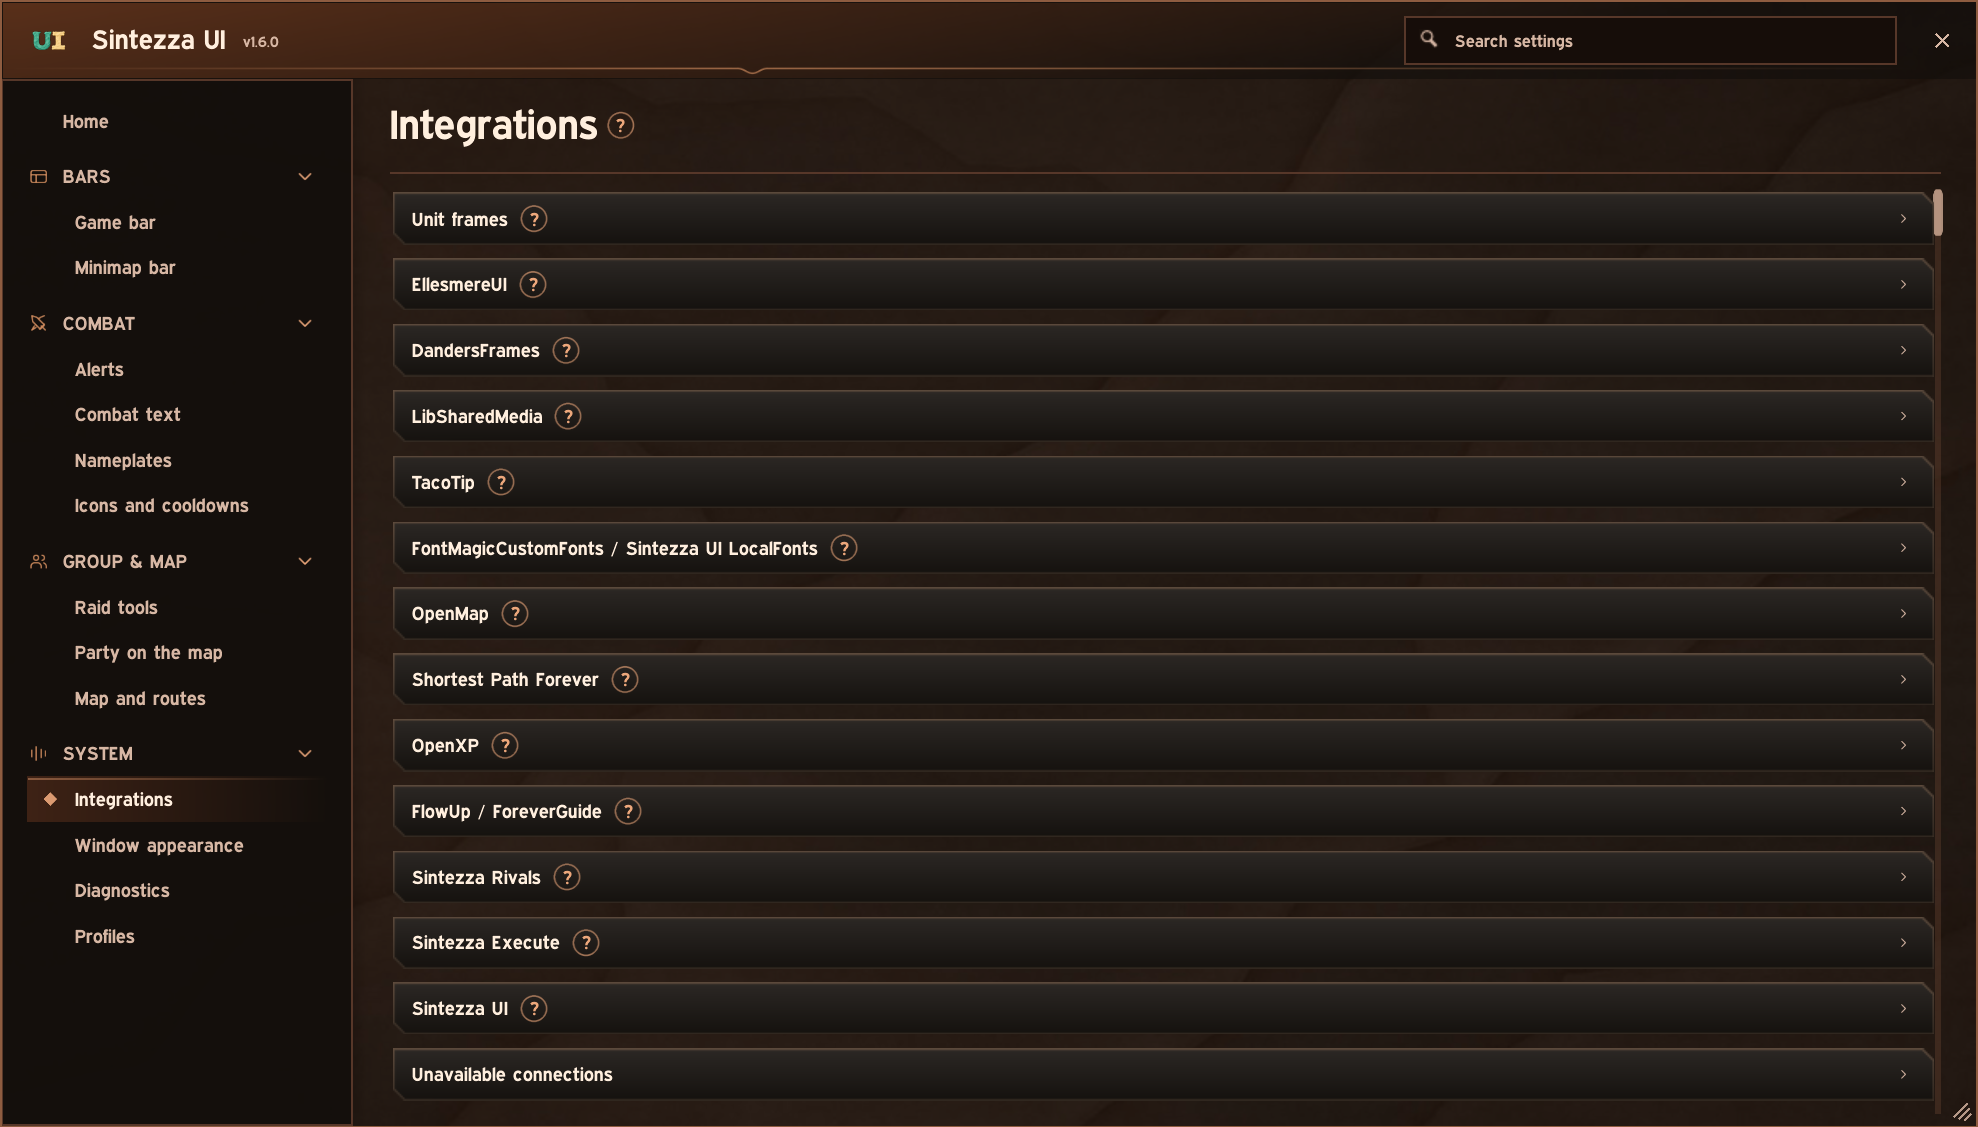 UI Sintezza UI v1.6.0
Search settings
Home
BARS
Game bar
Minimap bar
COMBAT
Alerts
Combat text
Nameplates
Icons and cooldowns
GROUP & MAP
Raid tools
Party on the map
Map and routes
SYSTEM
Integrations
Window appearance
Diagnostics
Profiles
Integrations ?
Unit frames ?
EllesmereUI ?
DandersFrames ?
LibSharedMedia ?
TacoTip ?
FontMagicCustomFonts / Sintezza UI LocalFonts ?
OpenMap ?
Shortest Path Forever ?
OpenXP ?
FlowUp / ForeverGuide ?
Sintezza Rivals ?
Sintezza Execute ?
Sintezza UI ?
Unavailable connections